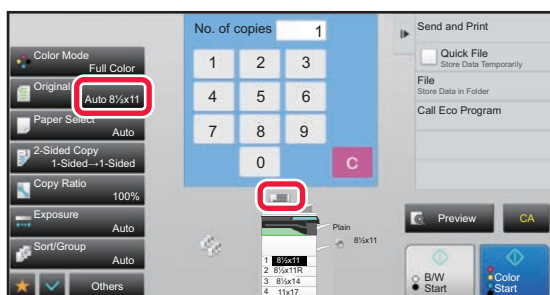 No. of copies 1
Send and Print
Color Mode
Full Color
1 2 3
Quick File
Store Data Temporarily
Original
Auto 8½x11
4 5 6
File
Store Data in Folder
Paper Select
Auto
7 8 9
Call Eco Program
2-Sided Copy
1-Sided→1-Sided
0 C
Copy Ratio
100%
Exposure
Auto
Plain
8½x11
Preview CA
Sort/Group
Auto
1 8½x11
2 8½x11R
3 8½x14
4 11x17
Others
B/W
Start
Color
Start